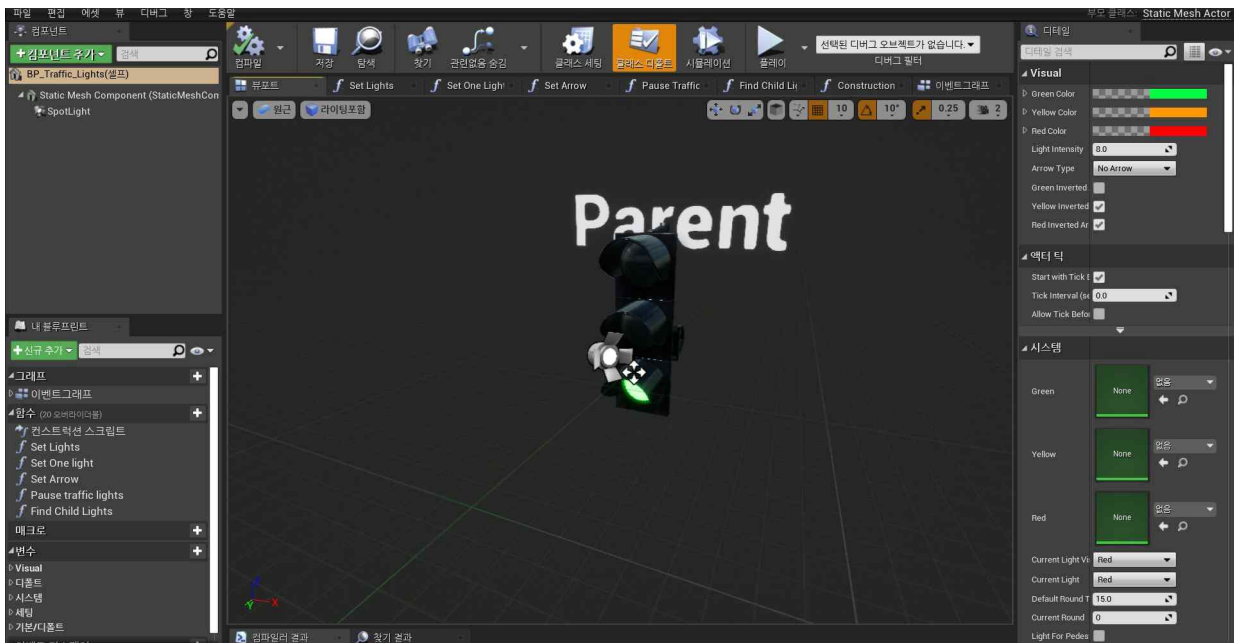 파일 편집 에셋 뷰 디버그 창 도움말
부모 클래스: Static Mesh Actor
컴포넌트
+컴포넌트 추가 검색
BP_Traffic_Lights(셀프)
Static Mesh Component (StaticMeshCon
SpotLight
컴파일 저장 탐색 찾기 관련없음 숨김 클래스 세팅 클래스 디폴트 시뮬레이션 플레이
선택된 디버그 오브젝트가 없습니다.
디버그 필터
뷰포트 Set Lights Set One Ligh Set Arrow Pause Traffic Find Child Lig Construction 이벤트그래프
원근 라이팅포함
10 10° 0.25 2
Parent
내 블루프린트
+신규 추가 검색
그래프
이벤트그래프
함수 (20 오버라이더블)
컨스트럭션 스크립트
Set Lights
Set One light
Set Arrow
Pause traffic lights
Find Child Lights
매크로
변수
Visual
디폴트
시스템
세팅
기본/디폴트
컴파일러 결과 찾기 결과
디테일
디테일 검색
Visual
Green Color
Yellow Color
Red Color
Light Intensity 8.0
Arrow Type No Arrow
Green Inverted
Yellow Inverted
Red Inverted Ar
액터 틱
Start with Tick E
Tick Interval (se 0.0
Allow Tick Befor
시스템
Green None 없음
Yellow None 없음
Red None 없음
Current Light Vi Red
Current Light Red
Default Round T 15.0
Current Round 0
Light For Pedes